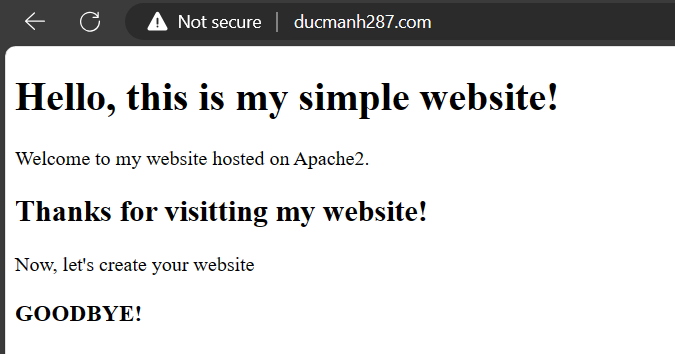 Not secure | ducmanh287.com
Hello, this is my simple website!
Welcome to my website hosted on Apache2.
Thanks for visitting my website!
Now, let's create your website
GOODBYE!